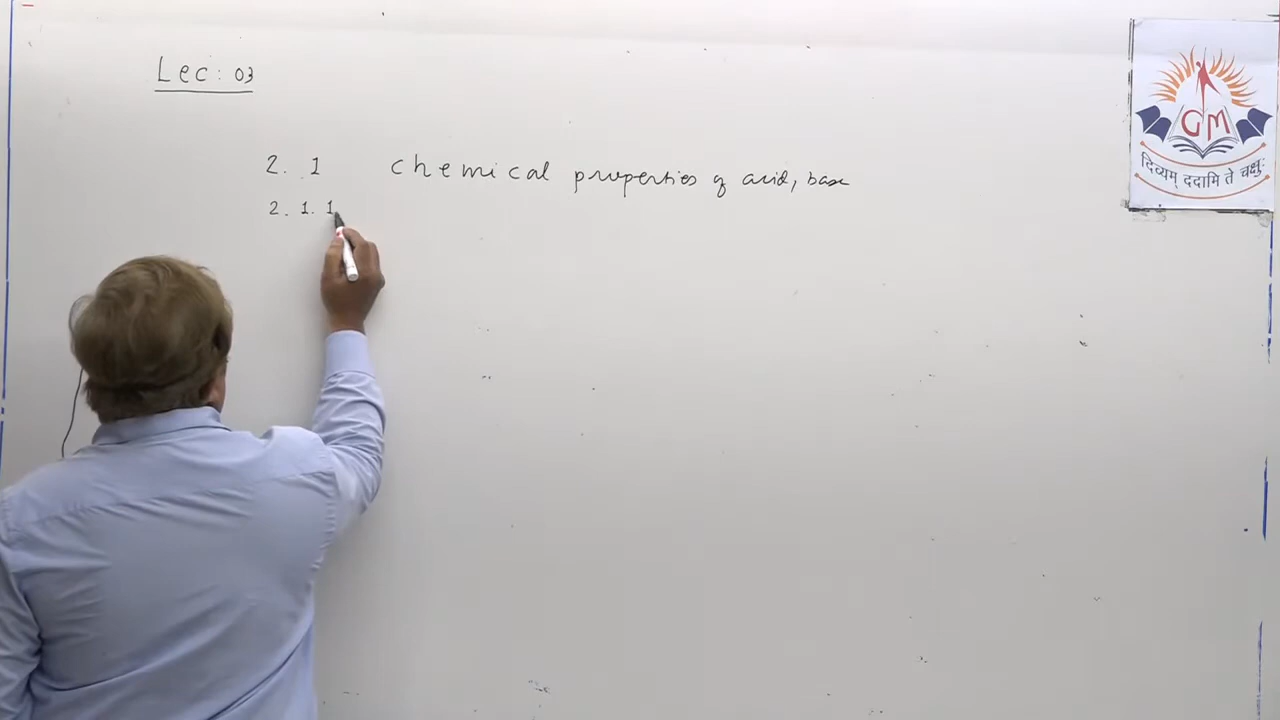 Lec: 03
2. 1 chemical properties of acid, base
2. 1. 1
GM
दिव्यम् ददामि ते चक्षुः